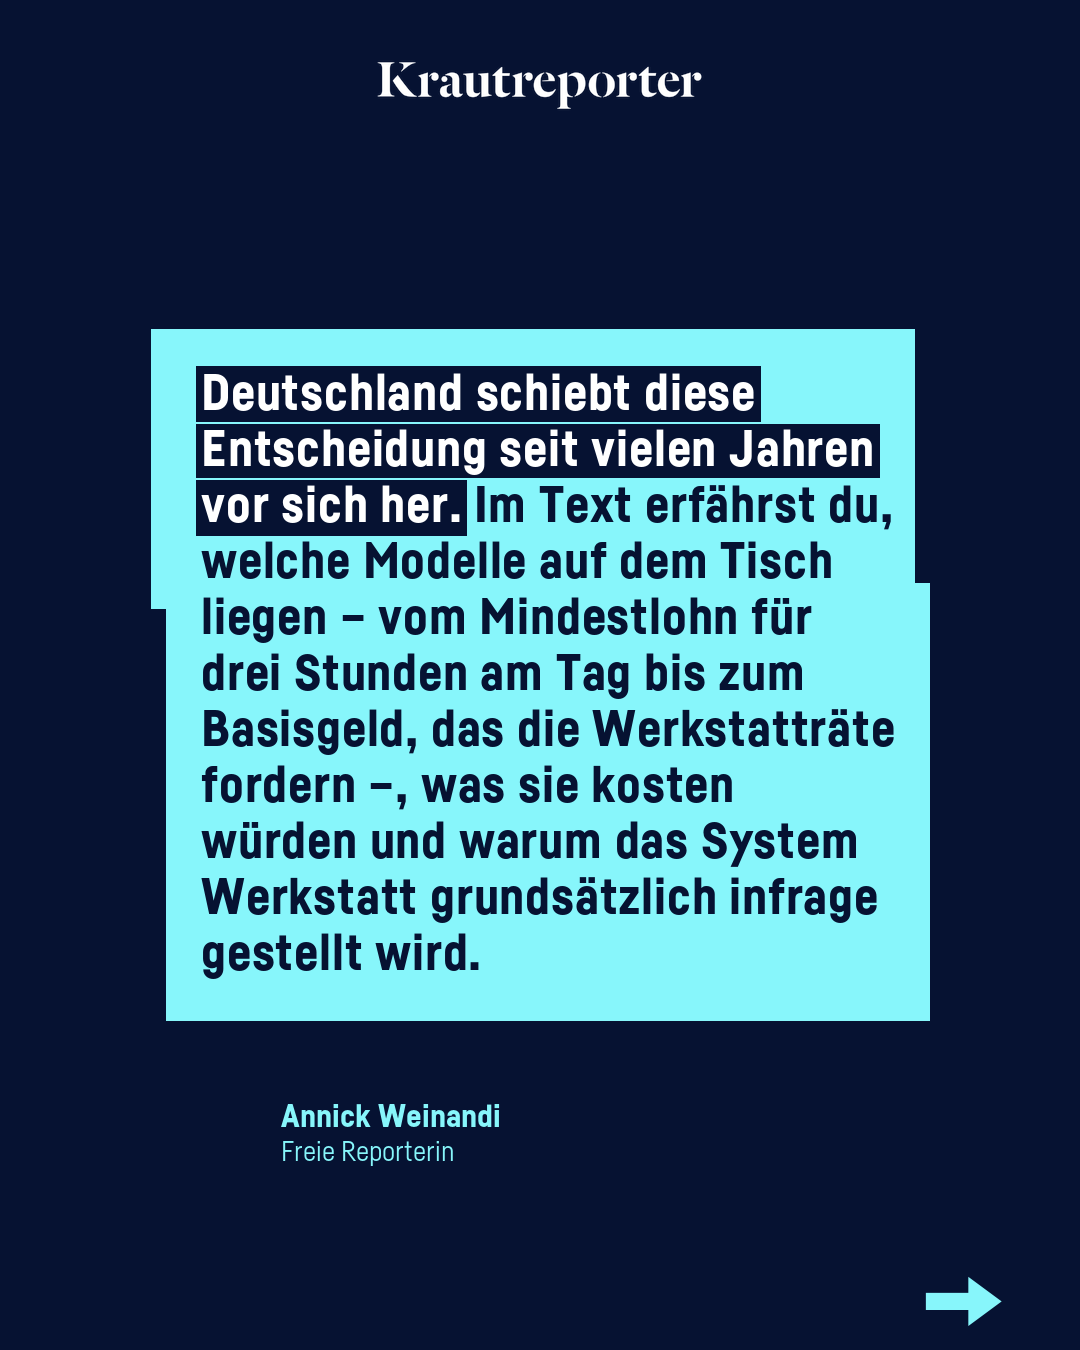 Krautreporter
Deutschland schiebt diese
Entscheidung seit vielen Jahren
vor sich her. Im Text erfährst du,
welche Modelle auf dem Tisch
liegen – vom Mindestlohn für
drei Stunden am Tag bis zum
Basisgeld, das die Werkstatträte
fordern –, was sie kosten
würden und warum das System
Werkstatt grundsätzlich infrage
gestellt wird.
Annick Weinandi
Freie Reporterin